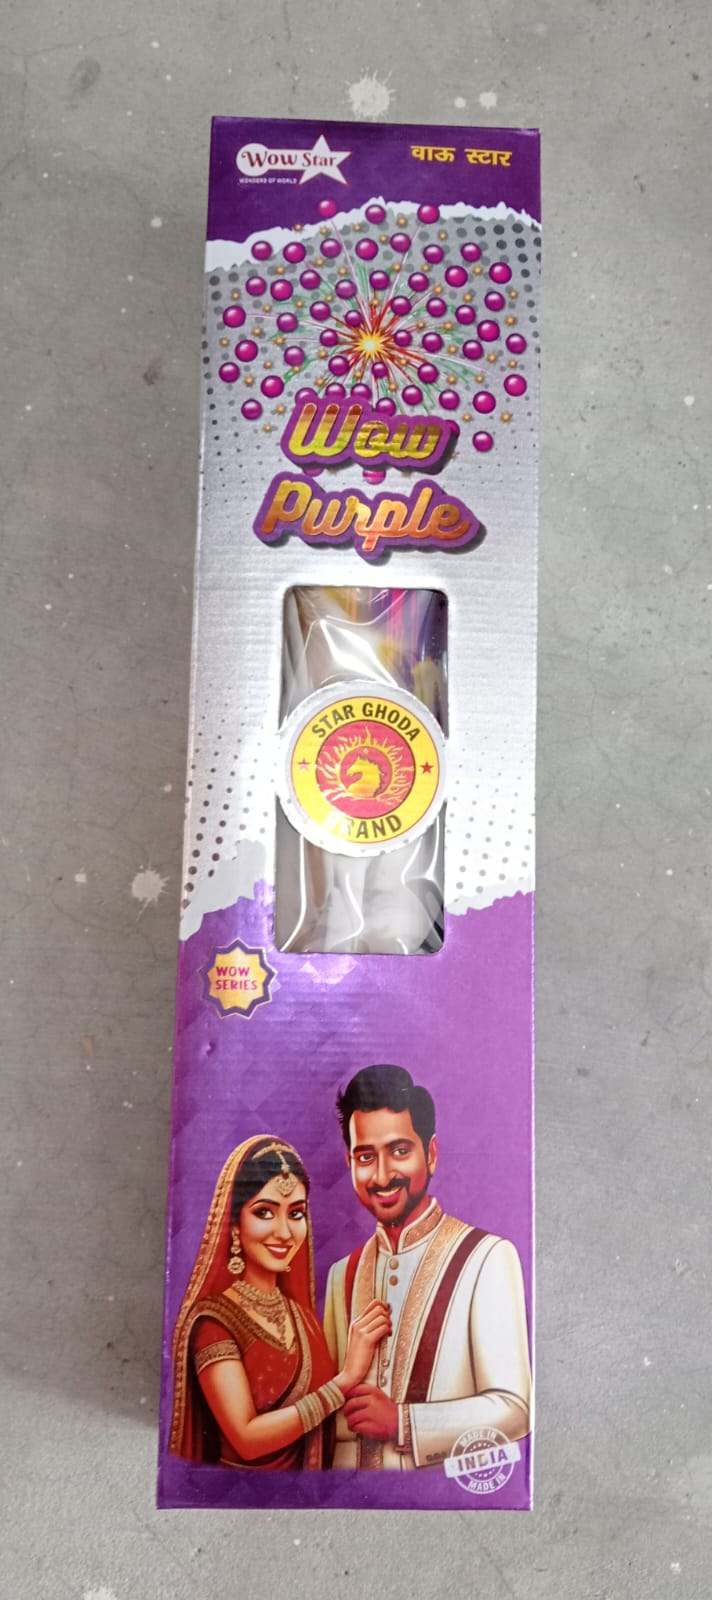 Wow Star
WONDERS OF WORLD
वाऊ स्टार
Wow
Purple
STAR GHODA
BRAND
WOW
SERIES
MADE IN
INDIA
MADE IN